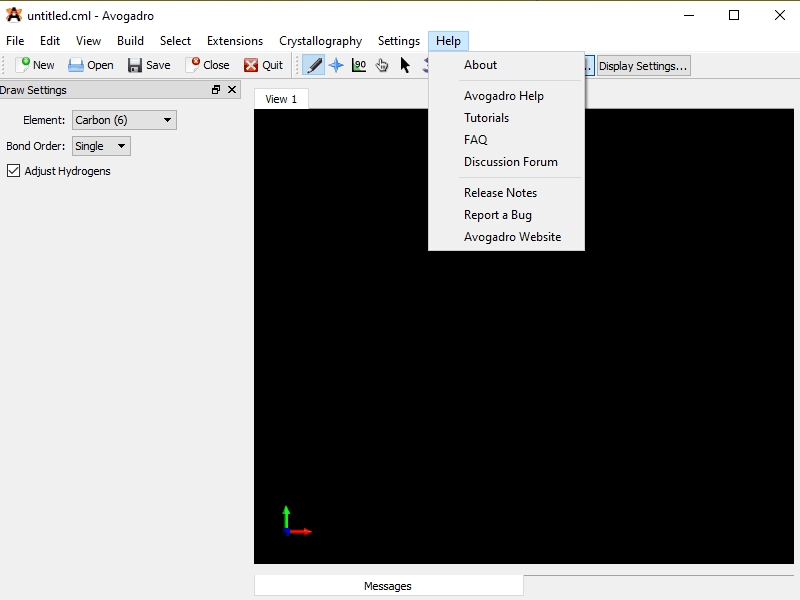 untitled.cml - Avogadro
File Edit View Build Select Extensions Crystallography Settings Help
New Open Save Close Quit 90 Display Settings...
Draw Settings
Element: Carbon (6)
Bond Order: Single
Adjust Hydrogens
View 1
About
Avogadro Help
Tutorials
FAQ
Discussion Forum
Release Notes
Report a Bug
Avogadro Website
Messages